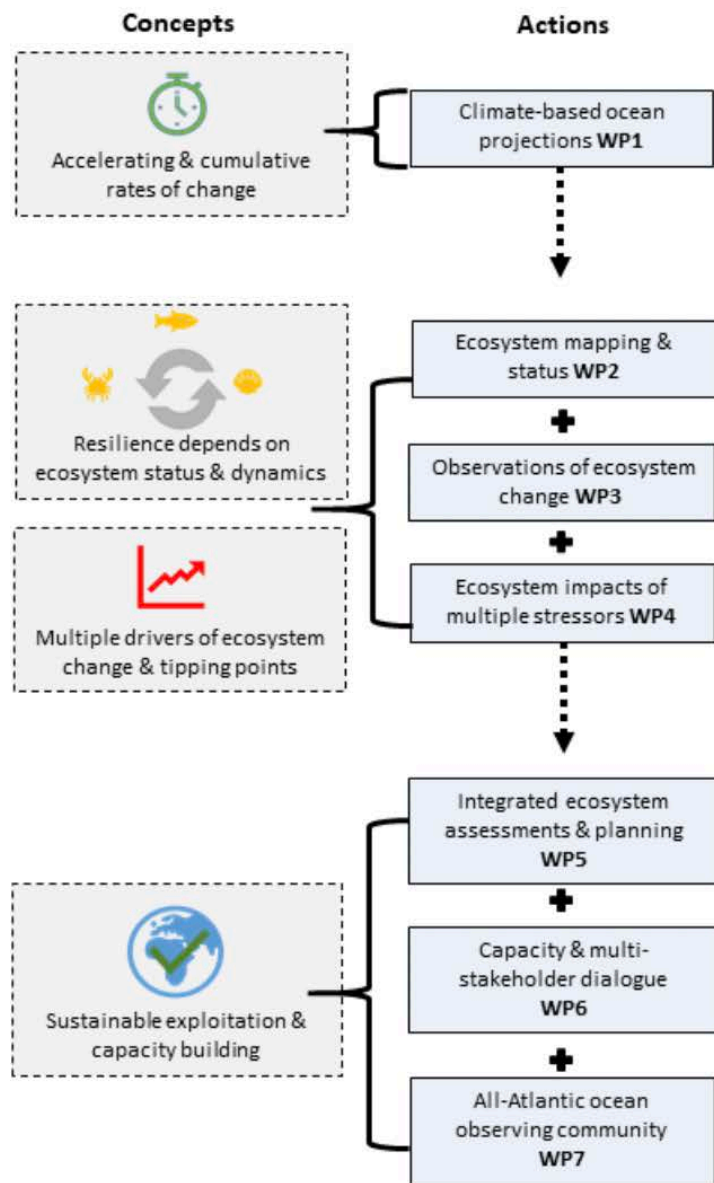 Concepts
Actions
Accelerating & cumulative
rates of change
Climate-based ocean
projections WP1
Resilience depends on
ecosystem status & dynamics
Multiple drivers of ecosystem
change & tipping points
Ecosystem mapping &
status WP2
Observations of ecosystem
change WP3
Ecosystem impacts of
multiple stressors WP4
Sustainable exploitation &
capacity building
Integrated ecosystem
assessments & planning
WP5
Capacity & multi-
stakeholder dialogue
WP6
All-Atlantic ocean
observing community
WP7